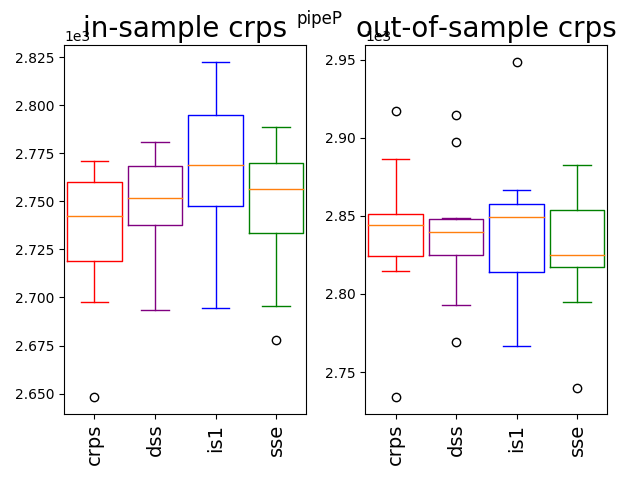 pipeP
in-sample crps
out-of-sample crps
1e3
1e3
2.825
2.800
2.775
2.750
2.725
2.700
2.675
2.650
crps
dss
is1
sse
2.95
2.90
2.85
2.80
2.75
crps
dss
is1
sse